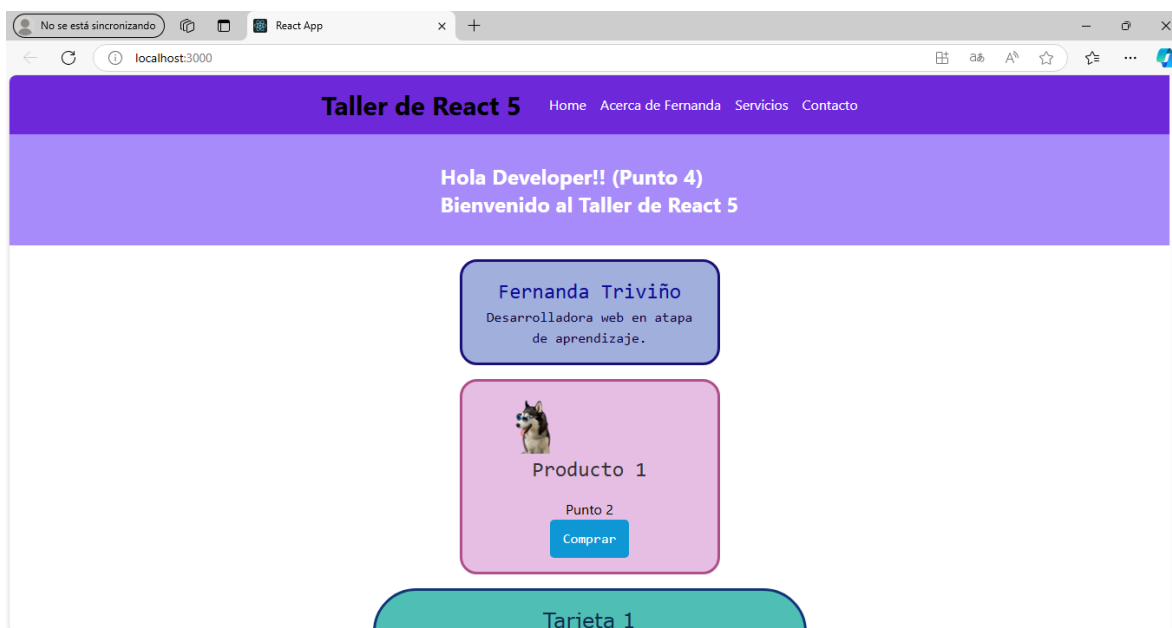 No se está sincronizando
React App
localhost:3000
Taller de React 5 Home Acerca de Fernanda Servicios Contacto
Hola Developer!! (Punto 4)
Bienvenido al Taller de React 5
Fernanda Triviño
Desarrolladora web en atapa
de aprendizaje.
Producto 1
Punto 2
Comprar
Tarjeta 1